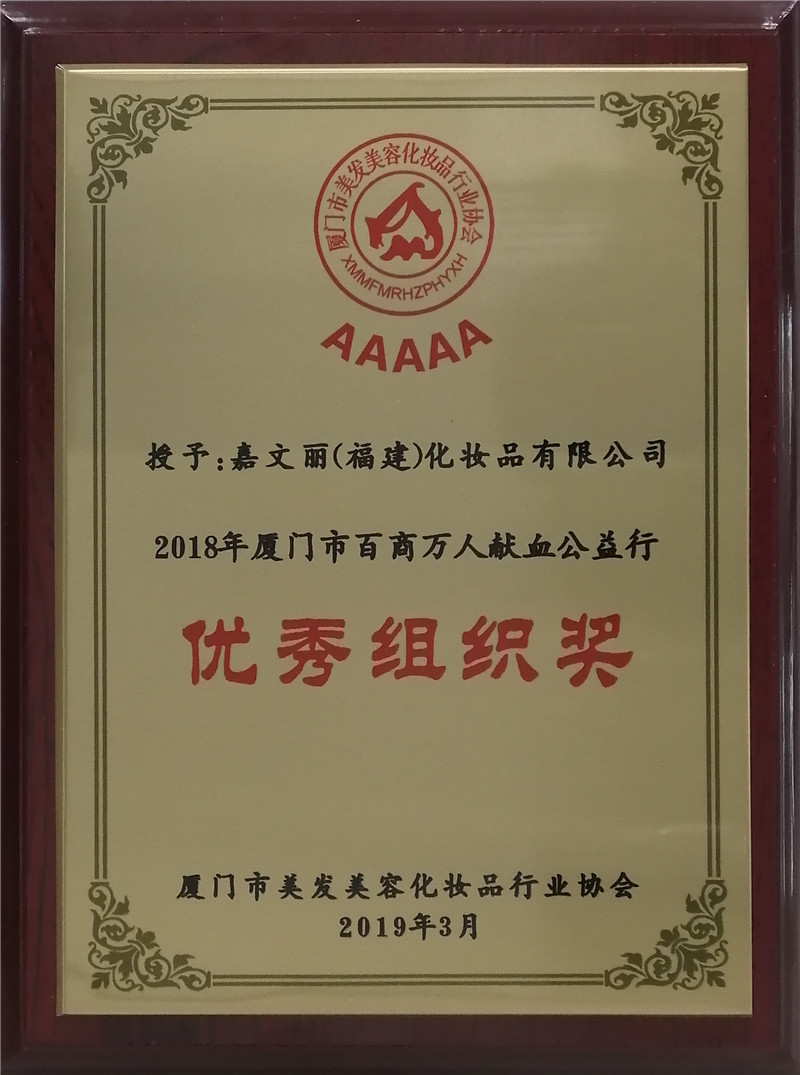 厦门市美发美容化妆品行业协会
XMMFMRHZPHYXH
AAAAA
授予:嘉文丽(福建)化妆品有限公司
2018年厦门市百商万人献血公益行
优秀组织奖
厦门市美发美容化妆品行业协会
2019年3月